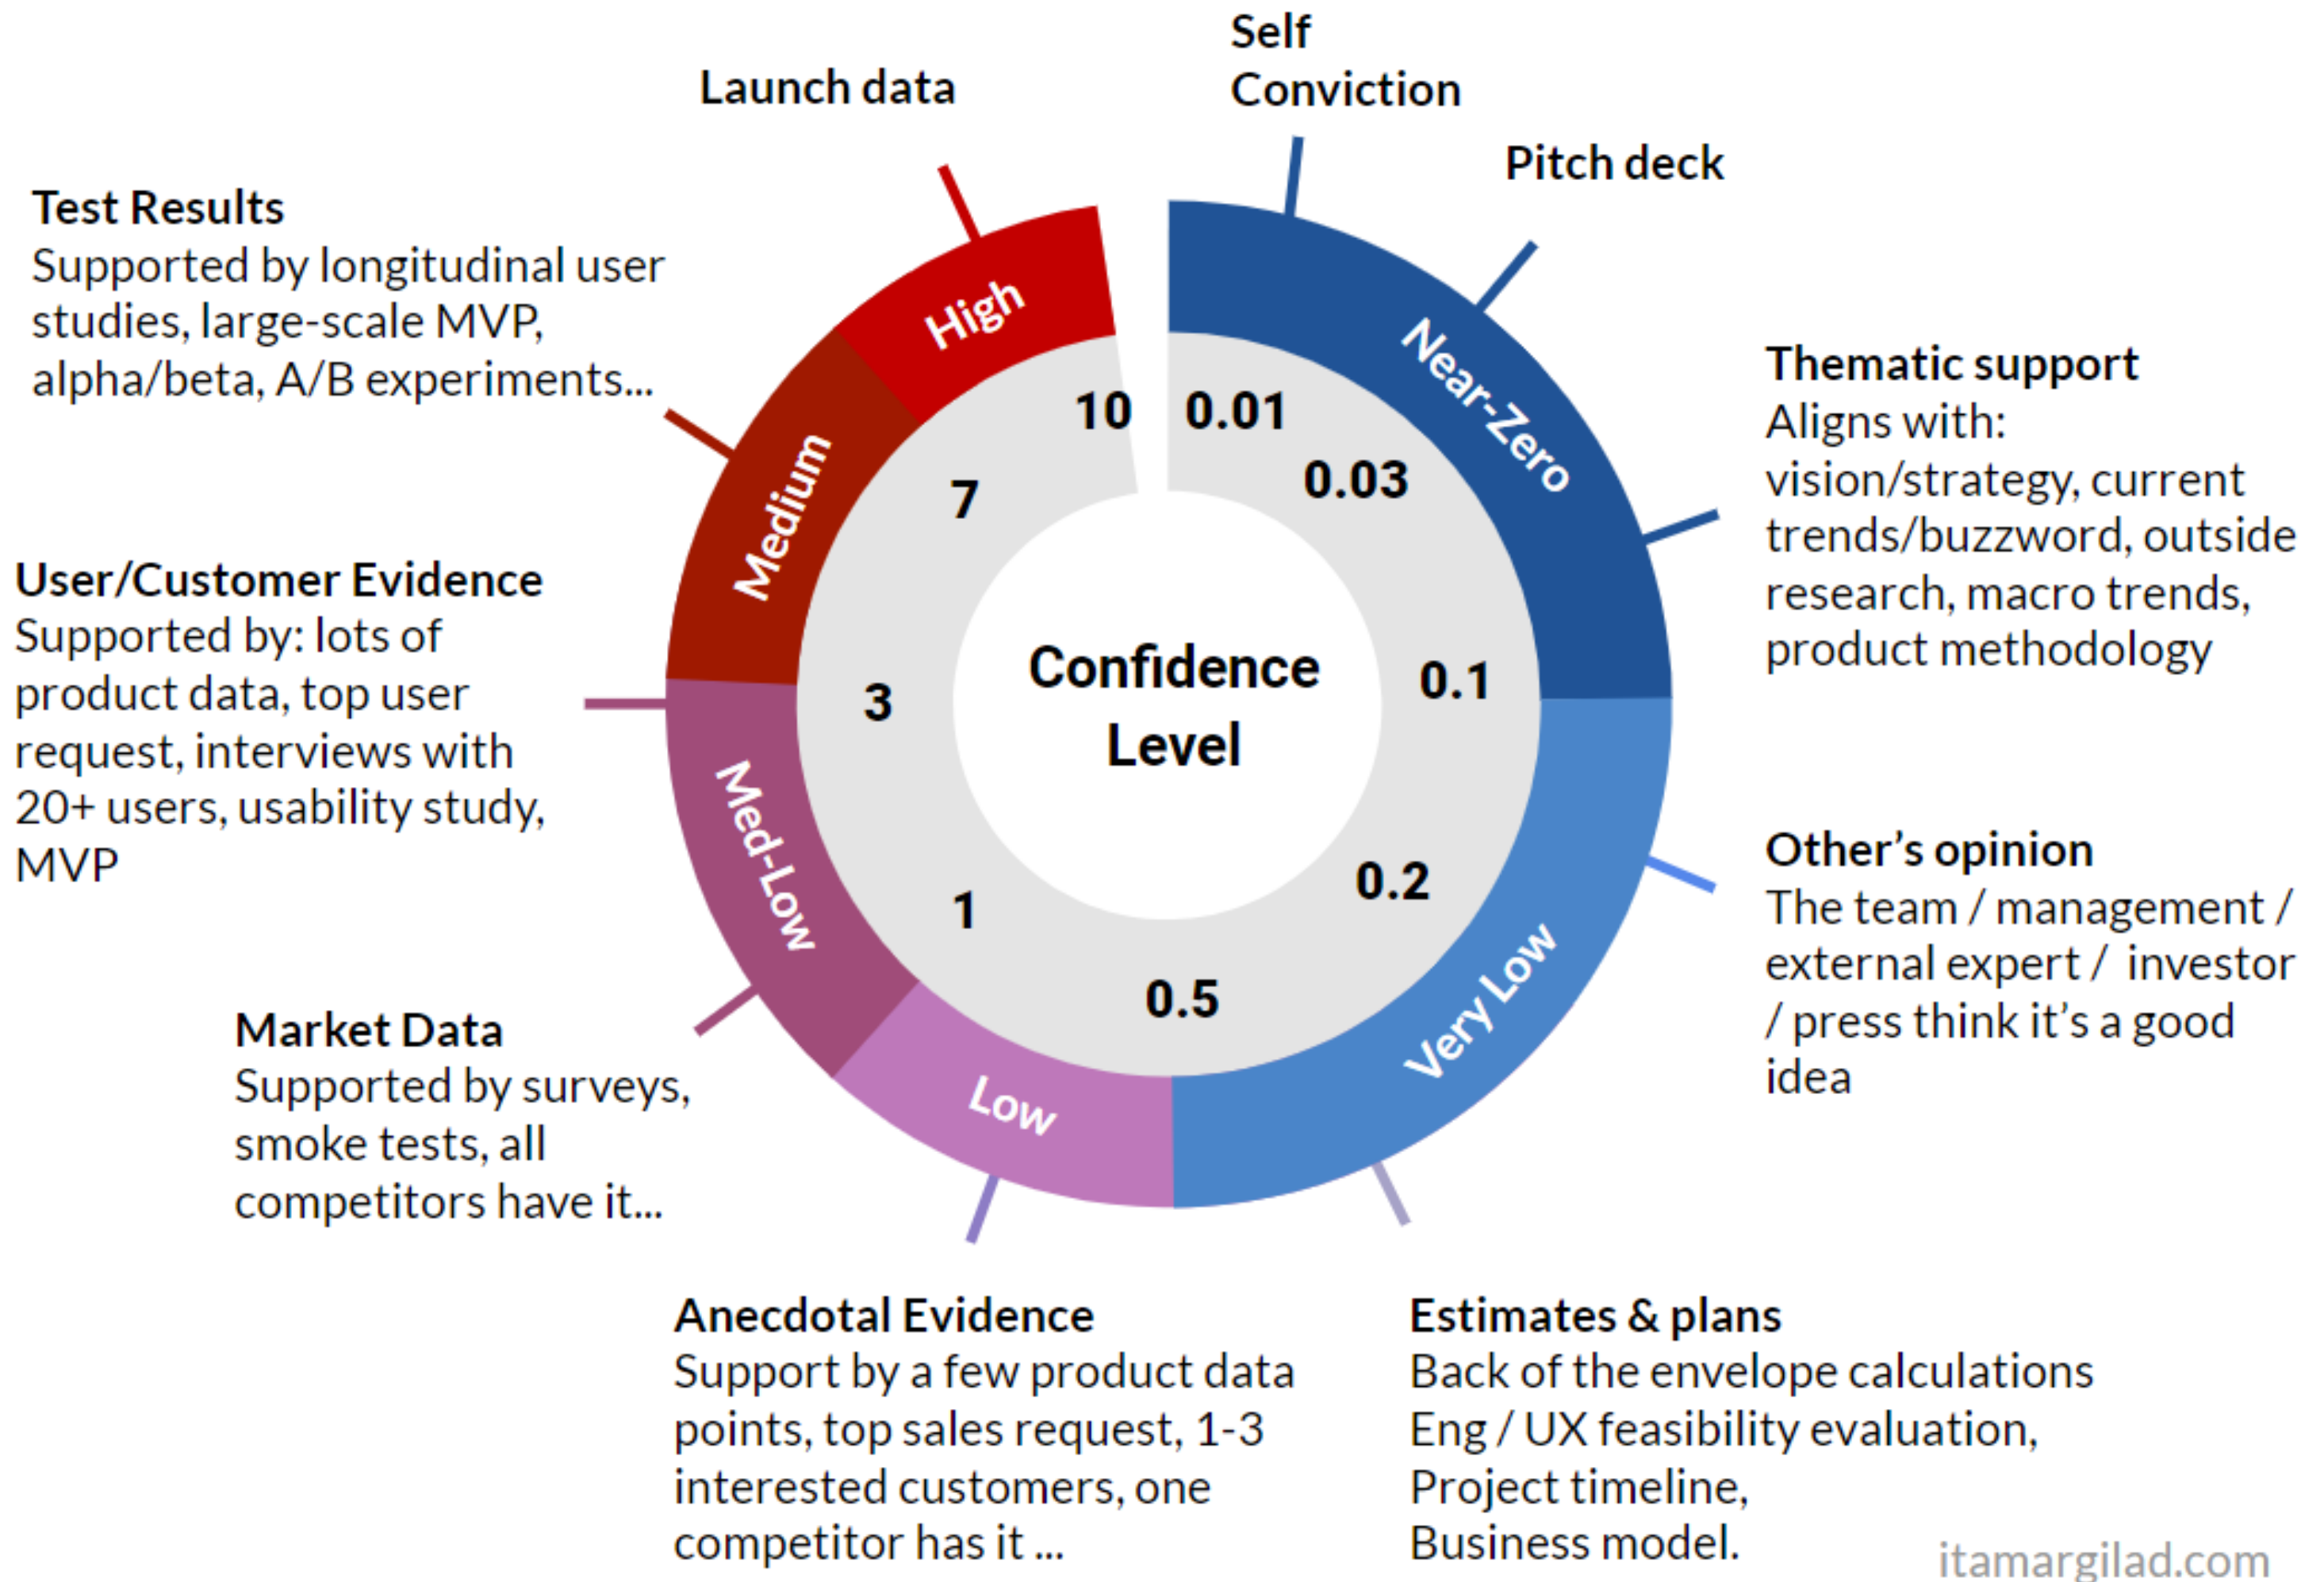 Self
Conviction
Pitch deck
Thematic support
Aligns with:
vision/strategy, current
trends/buzzword, outside
research, macro trends,
product methodology
Other’s opinion
The team / management /
external expert /  investor
/ press think it’s a good
idea
Estimates & plans
Back of the envelope calculations
Eng / UX feasibility evaluation,
Project timeline,
Business model.
Anecdotal Evidence
Support by a few product data
points, top sales request, 1-3
interested customers, one
competitor has it ...
Market Data
Supported by surveys,
smoke tests, all
competitors have it...
User/Customer Evidence
Supported by: lots of
product data, top user
request, interviews with
20+ users, usability study,
MVP
Test Results
Supported by longitudinal user
studies, large-scale MVP,
alpha/beta, A/B experiments...
Launch data
Near-Zero
Very Low
Low
Med-Low
Medium
High
0.01
0.03
0.1
0.2
0.5
1
3
7
10
Confidence
Level
itamargilad.com